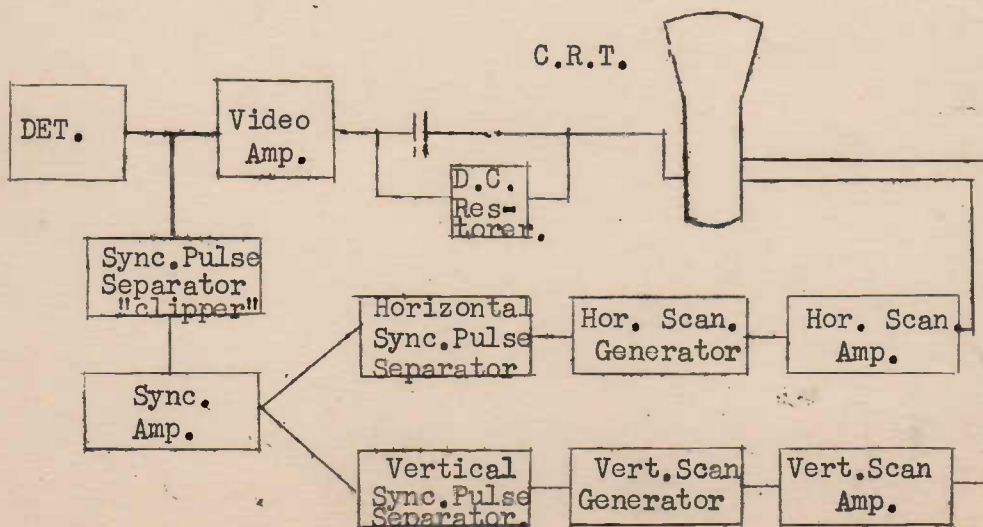 C.R.T.
DET.
Video
Amp.
D.C.
Res-
torer.
Sync.Pulse
Separator
"clipper"
Horizontal
Sync.Pulse
Separator
Hor. Scan.
Generator
Hor. Scan.
Amp.
Sync.
Amp.
Vertical
Sync.Pulse
Separator.
Vert.Scan
Generator
Vert.Scan
Amp.